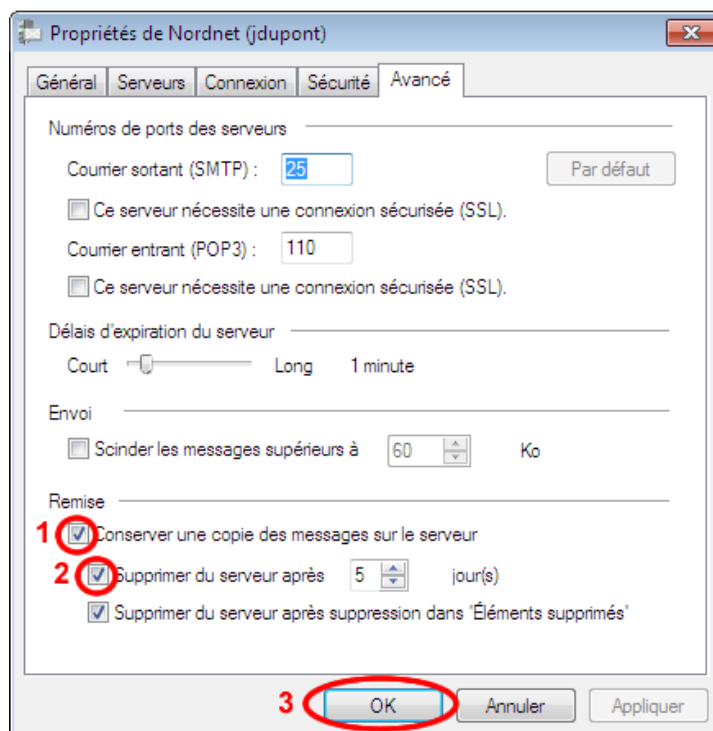 Propriétés de Nordnet (jdupont)
Général Serveurs Connexion Sécurité Avancé
Numéros de ports des serveurs
Courrier sortant (SMTP) : 25 Par défaut
Ce serveur nécessite une connexion sécurisée (SSL).
Courrier entrant (POP3) : 110
Ce serveur nécessite une connexion sécurisée (SSL).
Délais d'expiration du serveur
Court Long 1 minute
Envoi
Scinder les messages supérieurs à 60 Ko
Remise
1 Conserver une copie des messages sur le serveur
2 Supprimer du serveur après 5 jour(s)
Supprimer du serveur après suppression dans "Éléments supprimés"
3 OK Annuler Appliquer